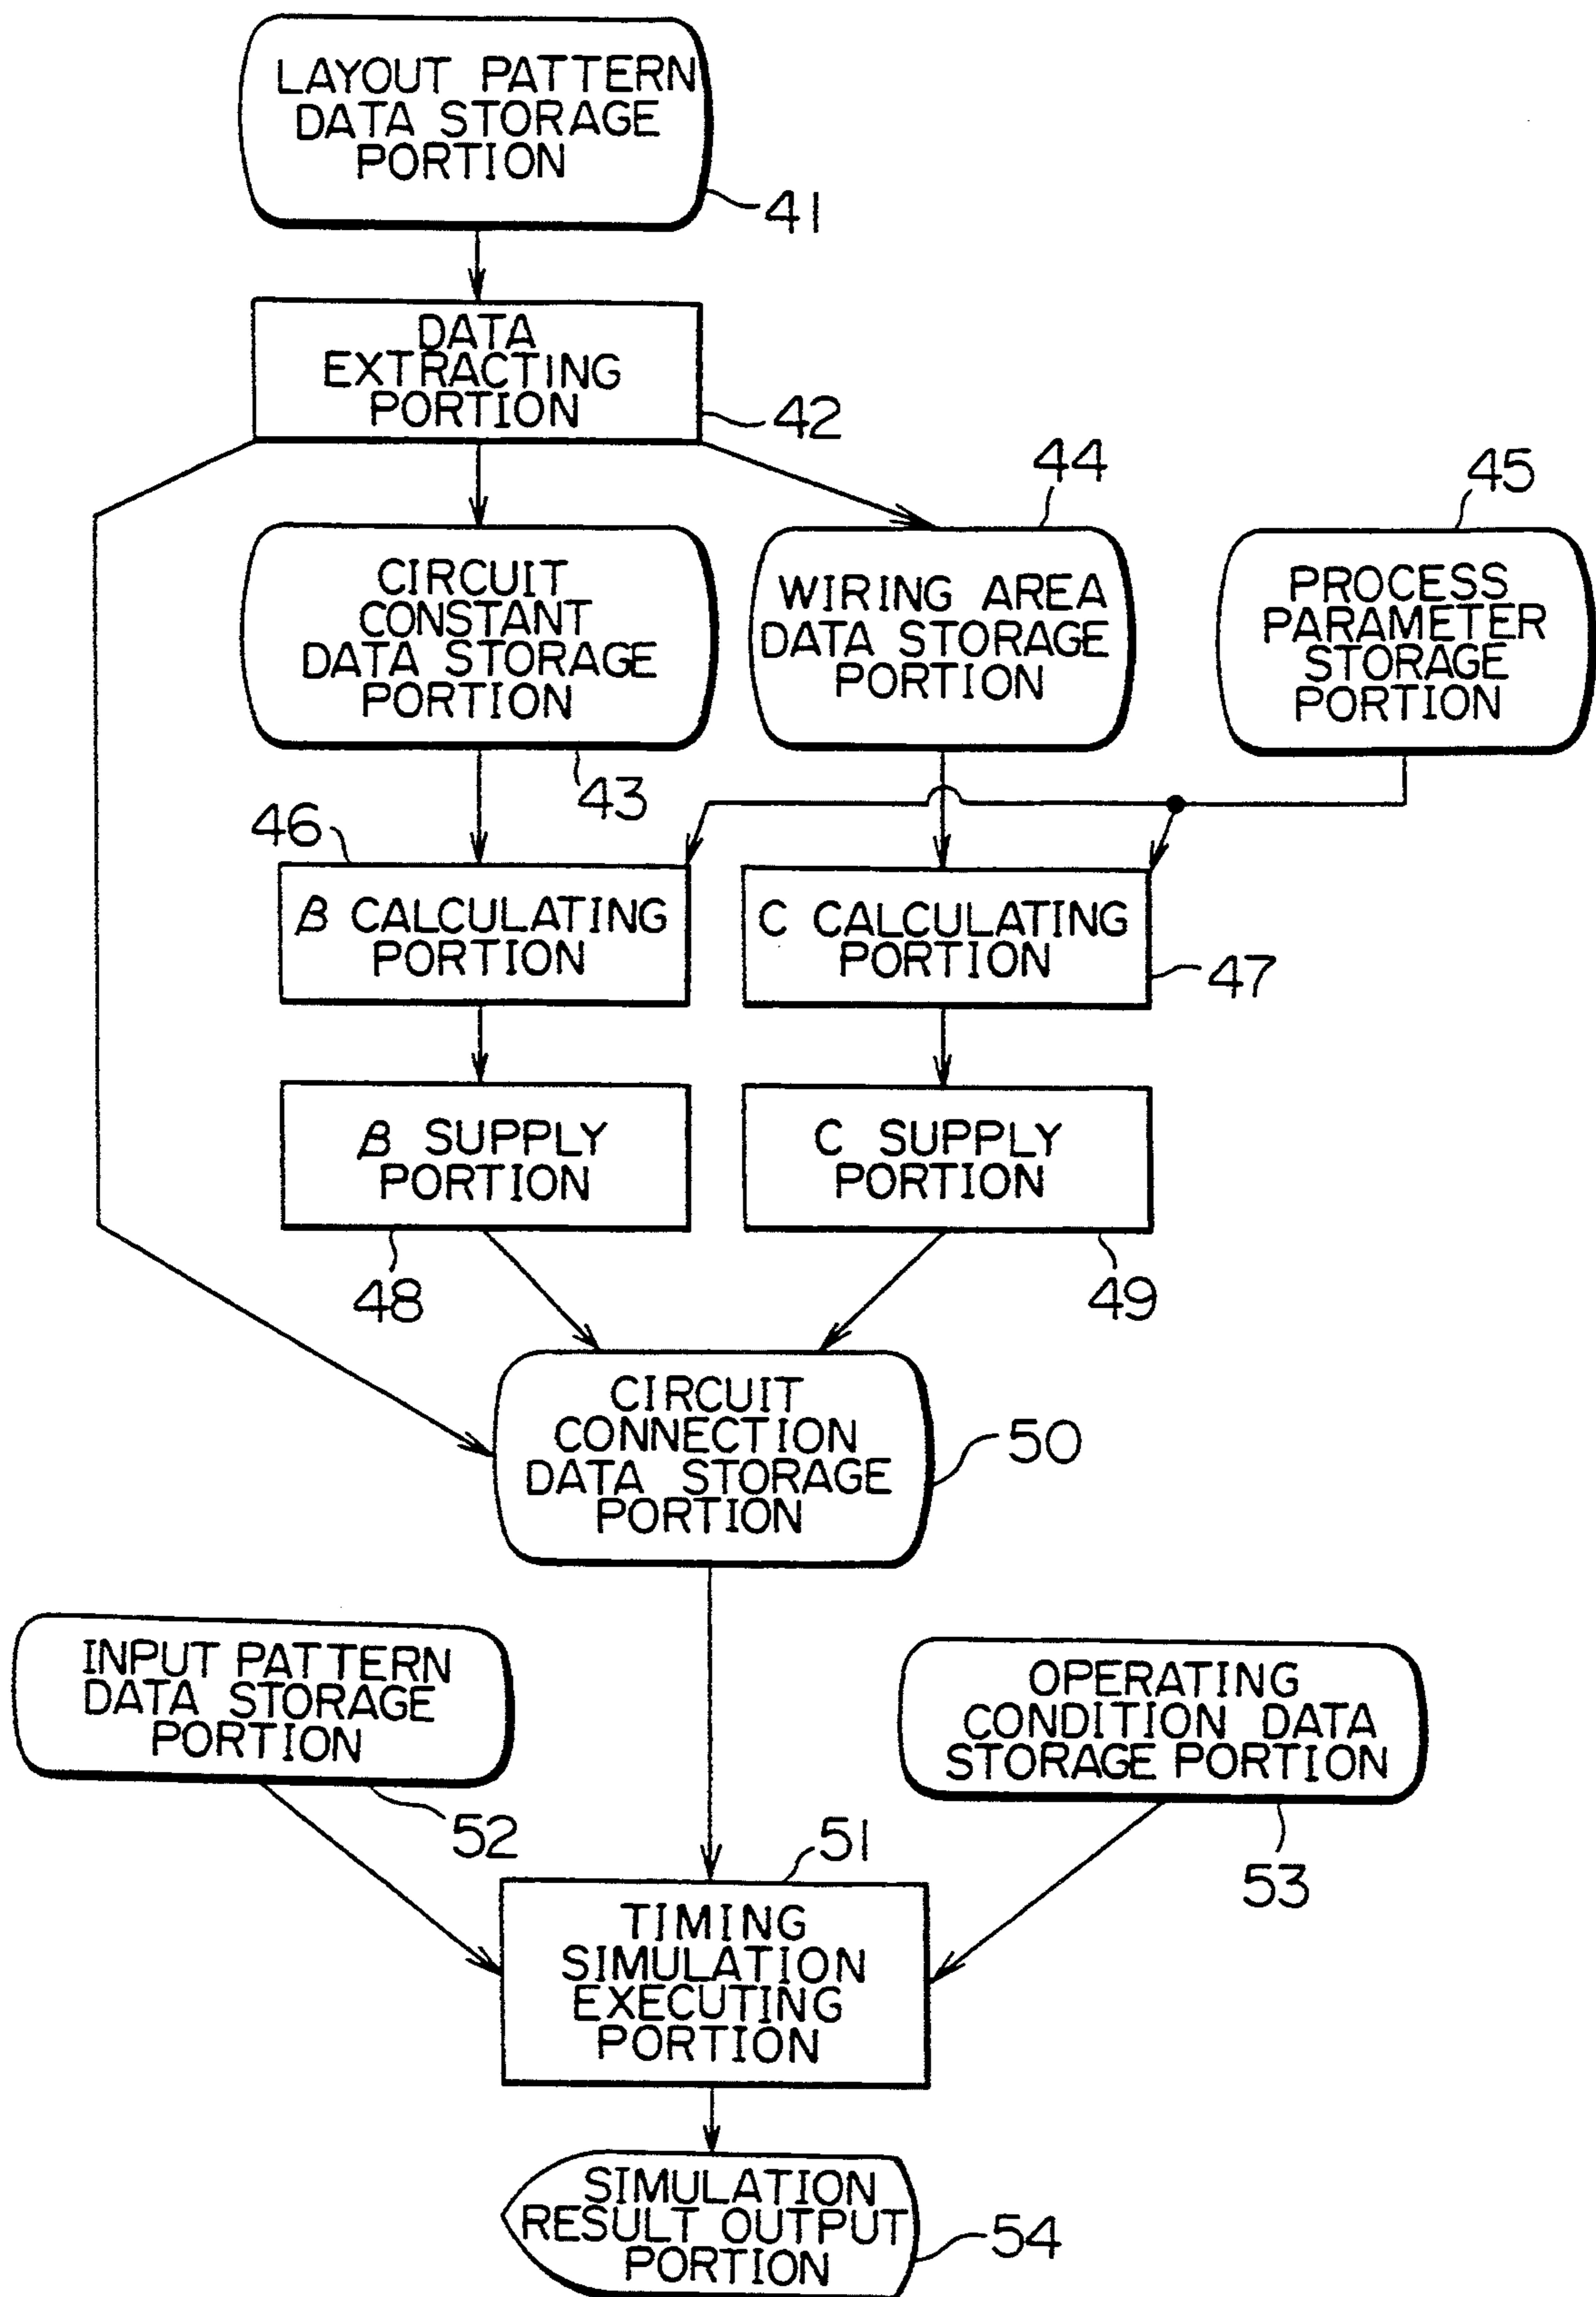 LAYOUT PATTERN
DATA STORAGE
PORTION
41
DATA
EXTRACTING
PORTION
42
44
45
CIRCUIT
CONSTANT
DATA STORAGE
PORTION
43
WIRING AREA
DATA STORAGE
PORTION
PROCESS
PARAMETER
STORAGE
PORTION
46
β CALCULATING
PORTION
C CALCULATING
PORTION
47
β SUPPLY
PORTION
48
C SUPPLY
PORTION
49
CIRCUIT
CONNECTION
DATA STORAGE
PORTION
50
INPUT PATTERN
DATA STORAGE
PORTION
52
OPERATING
CONDITION DATA
STORAGE PORTION
53
51
TIMING
SIMULATION
EXECUTING
PORTION
SIMULATION
RESULT OUTPUT
PORTION
54